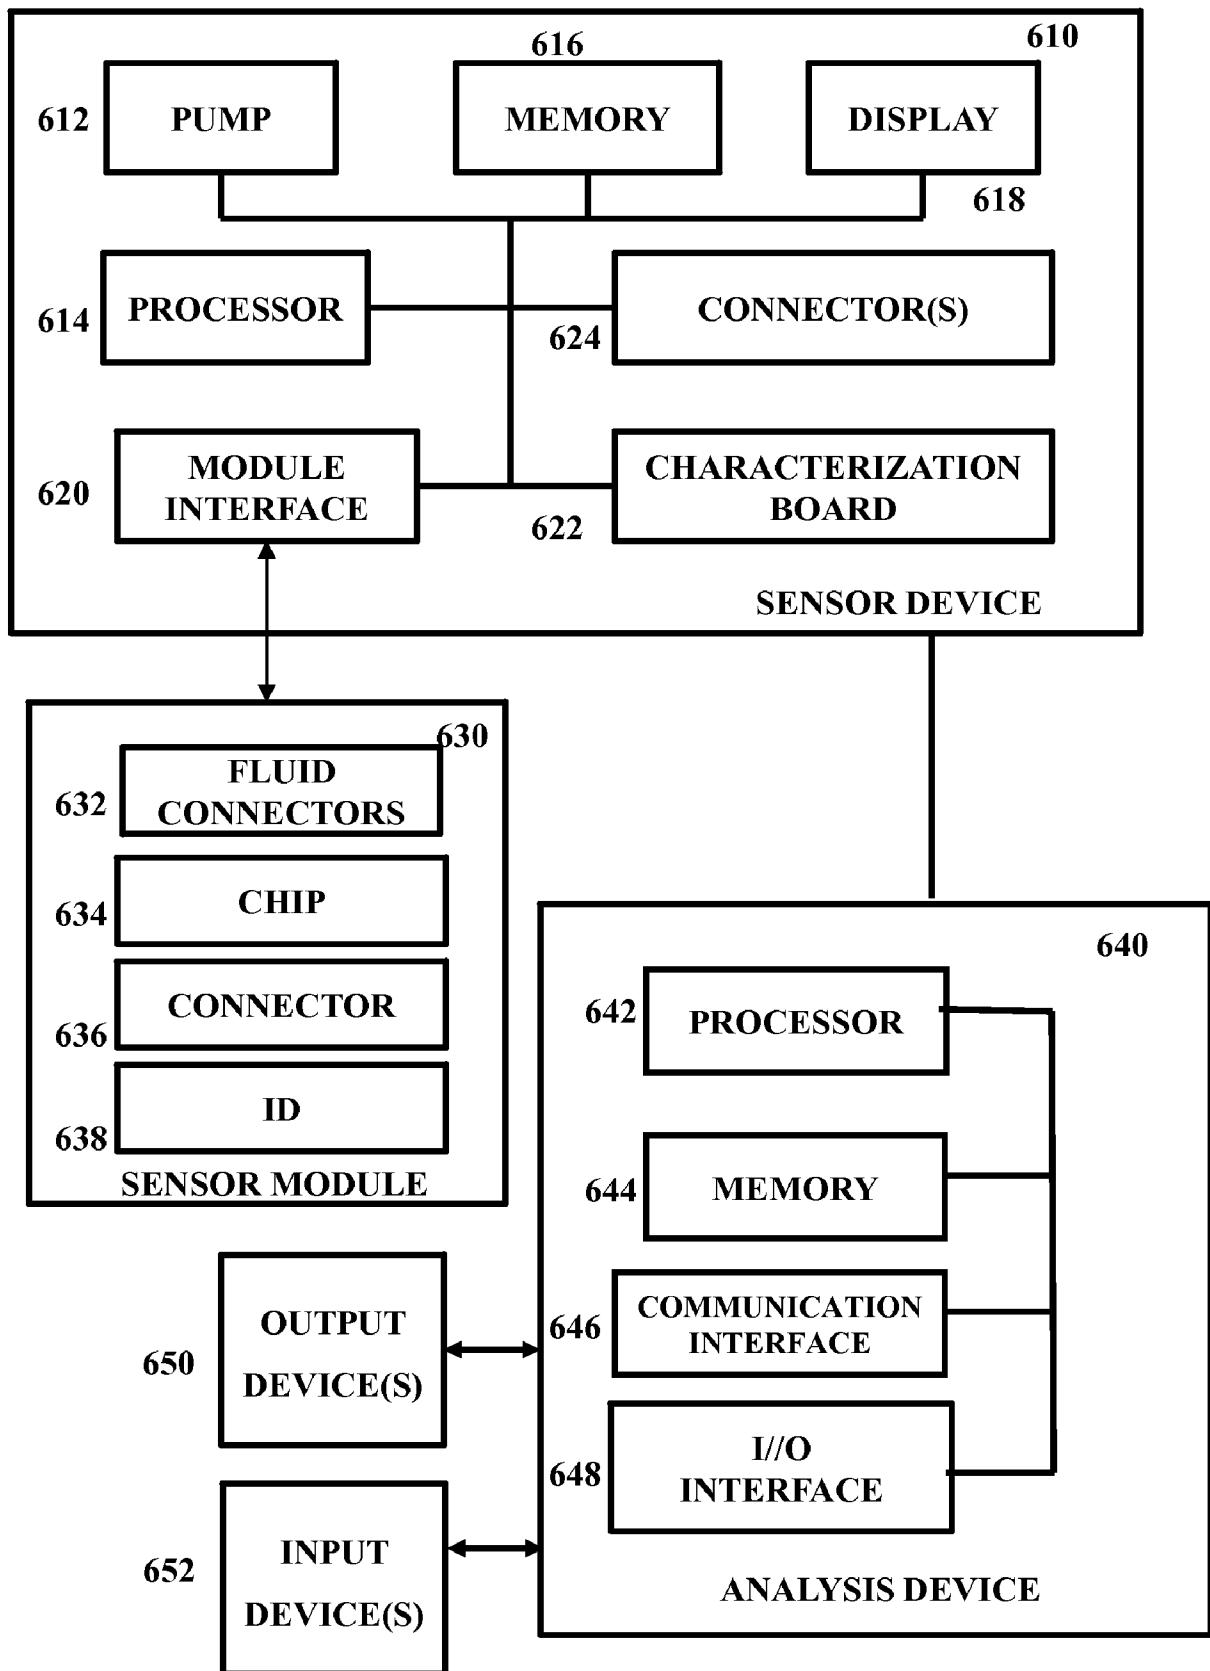 616
610
612
PUMP
MEMORY
DISPLAY
618
614
PROCESSOR
624
CONNECTOR(S)
620
MODULE
INTERFACE
622
CHARACTERIZATION
BOARD
SENSOR DEVICE
630
632
FLUID
CONNECTORS
634
CHIP
636
CONNECTOR
638
ID
SENSOR MODULE
640
642
PROCESSOR
644
MEMORY
646
COMMUNICATION
INTERFACE
648
I//O
INTERFACE
ANALYSIS DEVICE
650
OUTPUT
DEVICE(S)
652
INPUT
DEVICE(S)